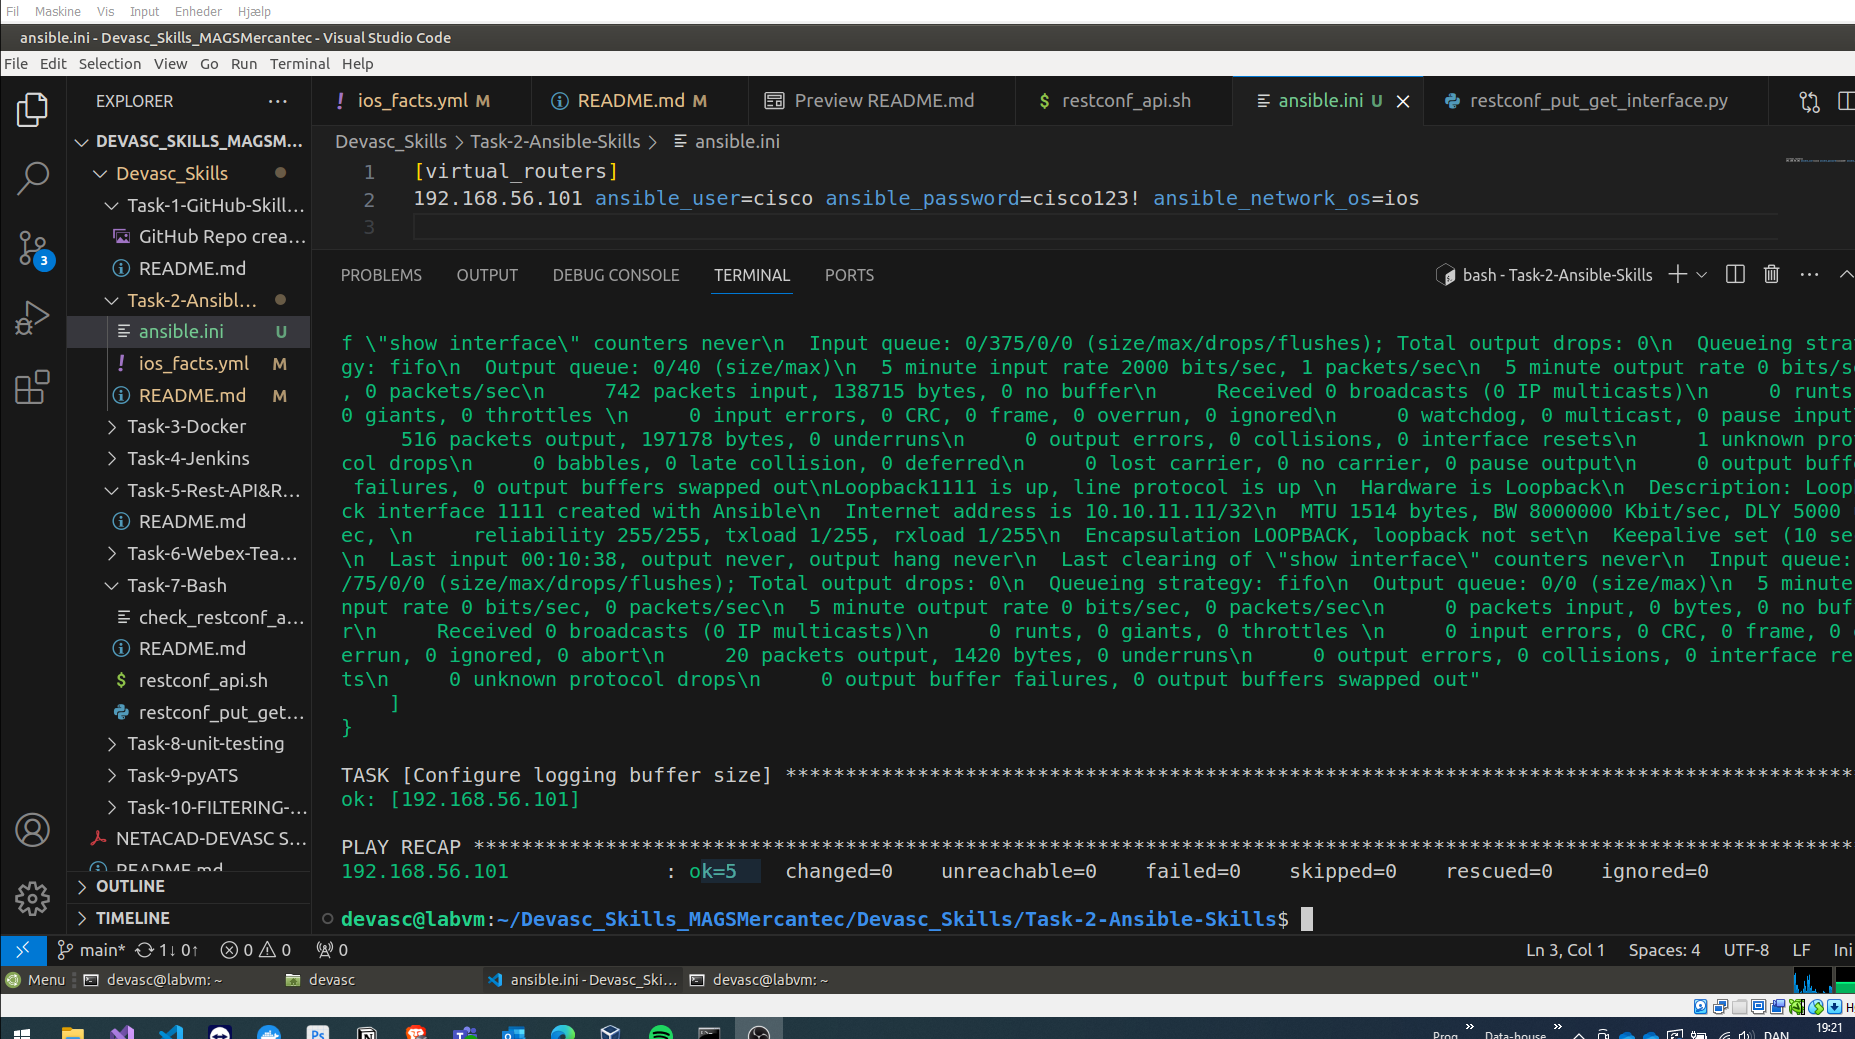 Fil Maskine Vis Input Enheder Hjælp
ansible.ini - Devasc_Skills_MAGSMercantec - Visual Studio Code
File Edit Selection View Go Run Terminal Help
EXPLORER ...
DEVASC_SKILLS_MAGSM...
Devasc_Skills
Task-1-GitHub-Skill...
GitHub Repo crea...
README.md
Task-2-Ansibl...
ansible.ini U
ios_facts.yml M
README.md M
Task-3-Docker
Task-4-Jenkins
Task-5-Rest-API&R...
README.md
Task-6-Webex-Tea...
Task-7-Bash
check_restconf_a...
README.md
restconf_api.sh
restconf_put_get...
Task-8-unit-testing
Task-9-pyATS
Task-10-FILTERING-...
NETACAD-DEVASC S...
README.md
OUTLINE
TIMELINE
3
! ios_facts.yml M README.md M Preview README.md $ restconf_api.sh ansible.ini U restconf_put_get_interface.py
Devasc_Skills > Task-2-Ansible-Skills > ansible.ini
1 [virtual_routers]
2 192.168.56.101 ansible_user=cisco ansible_password=cisco123! ansible_network_os=ios
3
PROBLEMS OUTPUT DEBUG CONSOLE TERMINAL PORTS bash - Task-2-Ansible-Skills
f \"show interface\" counters never\n  Input queue: 0/375/0/0 (size/max/drops/flushes); Total output drops: 0\n  Queueing stra
gy: fifo\n  Output queue: 0/40 (size/max)\n  5 minute input rate 2000 bits/sec, 1 packets/sec\n  5 minute output rate 0 bits/s
, 0 packets/sec\n     742 packets input, 138715 bytes, 0 no buffer\n     Received 0 broadcasts (0 IP multicasts)\n     0 runts
0 giants, 0 throttles \n     0 input errors, 0 CRC, 0 frame, 0 overrun, 0 ignored\n     0 watchdog, 0 multicast, 0 pause input
516 packets output, 197178 bytes, 0 underruns\n     0 output errors, 0 collisions, 0 interface resets\n     1 unknown pro
col drops\n     0 babbles, 0 late collision, 0 deferred\n     0 lost carrier, 0 no carrier, 0 pause output\n     0 output buff
failures, 0 output buffers swapped out\nLoopback1111 is up, line protocol is up \n  Hardware is Loopback\n  Description: Loop
ck interface 1111 created with Ansible\n  Internet address is 10.10.11.11/32\n  MTU 1514 bytes, BW 8000000 Kbit/sec, DLY 5000
ec, \n     reliability 255/255, txload 1/255, rxload 1/255\n  Encapsulation LOOPBACK, loopback not set\n  Keepalive set (10 se
\n  Last input 00:10:38, output never, output hang never\n  Last clearing of \"show interface\" counters never\n  Input queue:
/75/0/0 (size/max/drops/flushes); Total output drops: 0\n  Queueing strategy: fifo\n  Output queue: 0/0 (size/max)\n  5 minute
nput rate 0 bits/sec, 0 packets/sec\n  5 minute output rate 0 bits/sec, 0 packets/sec\n     0 packets input, 0 bytes, 0 no buf
r\n     Received 0 broadcasts (0 IP multicasts)\n     0 runts, 0 giants, 0 throttles \n     0 input errors, 0 CRC, 0 frame, 0
errun, 0 ignored, 0 abort\n     20 packets output, 1420 bytes, 0 underruns\n     0 output errors, 0 collisions, 0 interface re
ts\n     0 unknown protocol drops\n     0 output buffer failures, 0 output buffers swapped out"
]
}
TASK [Configure logging buffer size] *****************************************************************************************
ok: [192.168.56.101]
PLAY RECAP *******************************************************************************************************************
192.168.56.101             : ok=5    changed=0    unreachable=0    failed=0    skipped=0    rescued=0    ignored=0
devasc@labvm:~/Devasc_Skills_MAGSMercantec/Devasc_Skills/Task-2-Ansible-Skills$
main* 1↓ 0↑ 0 0 0 Ln 3, Col 1 Spaces: 4 UTF-8 LF Ini
Menu devasc@labvm: ~ devasc ansible.ini - Devasc_Ski... devasc@labvm: ~
Prog Data-house DAN 19:21